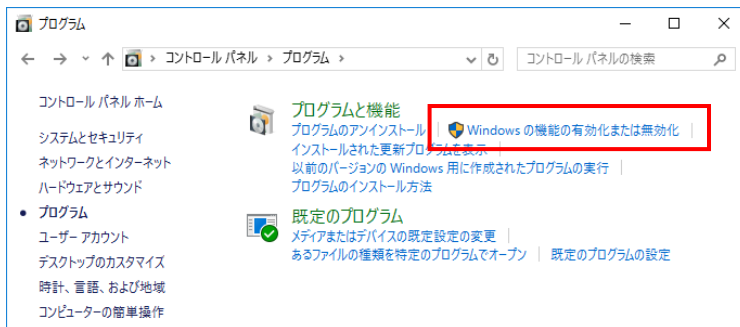 プログラム
コントロール パネル › プログラム ›
コントロール パネルの検索
コントロール パネル ホーム
システムとセキュリティ
ネットワークとインターネット
ハードウェアとサウンド
プログラム
ユーザー アカウント
デスクトップのカスタマイズ
時計、言語、および地域
コンピューターの簡単操作
プログラムと機能
プログラムのアンインストール | Windows の機能の有効化または無効化 |
インストールされた更新プログラムを表示
以前のバージョンの Windows 用に作成されたプログラムの実行 |
プログラムのインストール方法
既定のプログラム
メディアまたはデバイスの既定設定の変更 |
あるファイルの種類を特定のプログラムでオープン | 既定のプログラムの設定